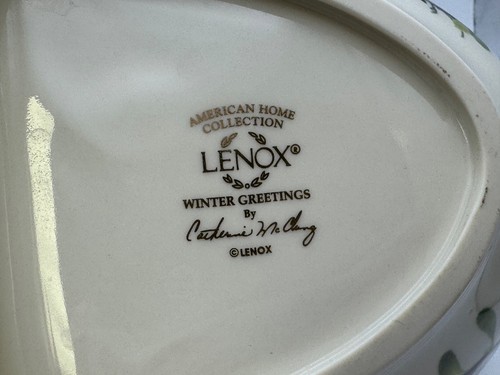 AMERICAN HOME
COLLECTION
LENOX®
WINTER GREETINGS
By
Catherine McClung
©LENOX